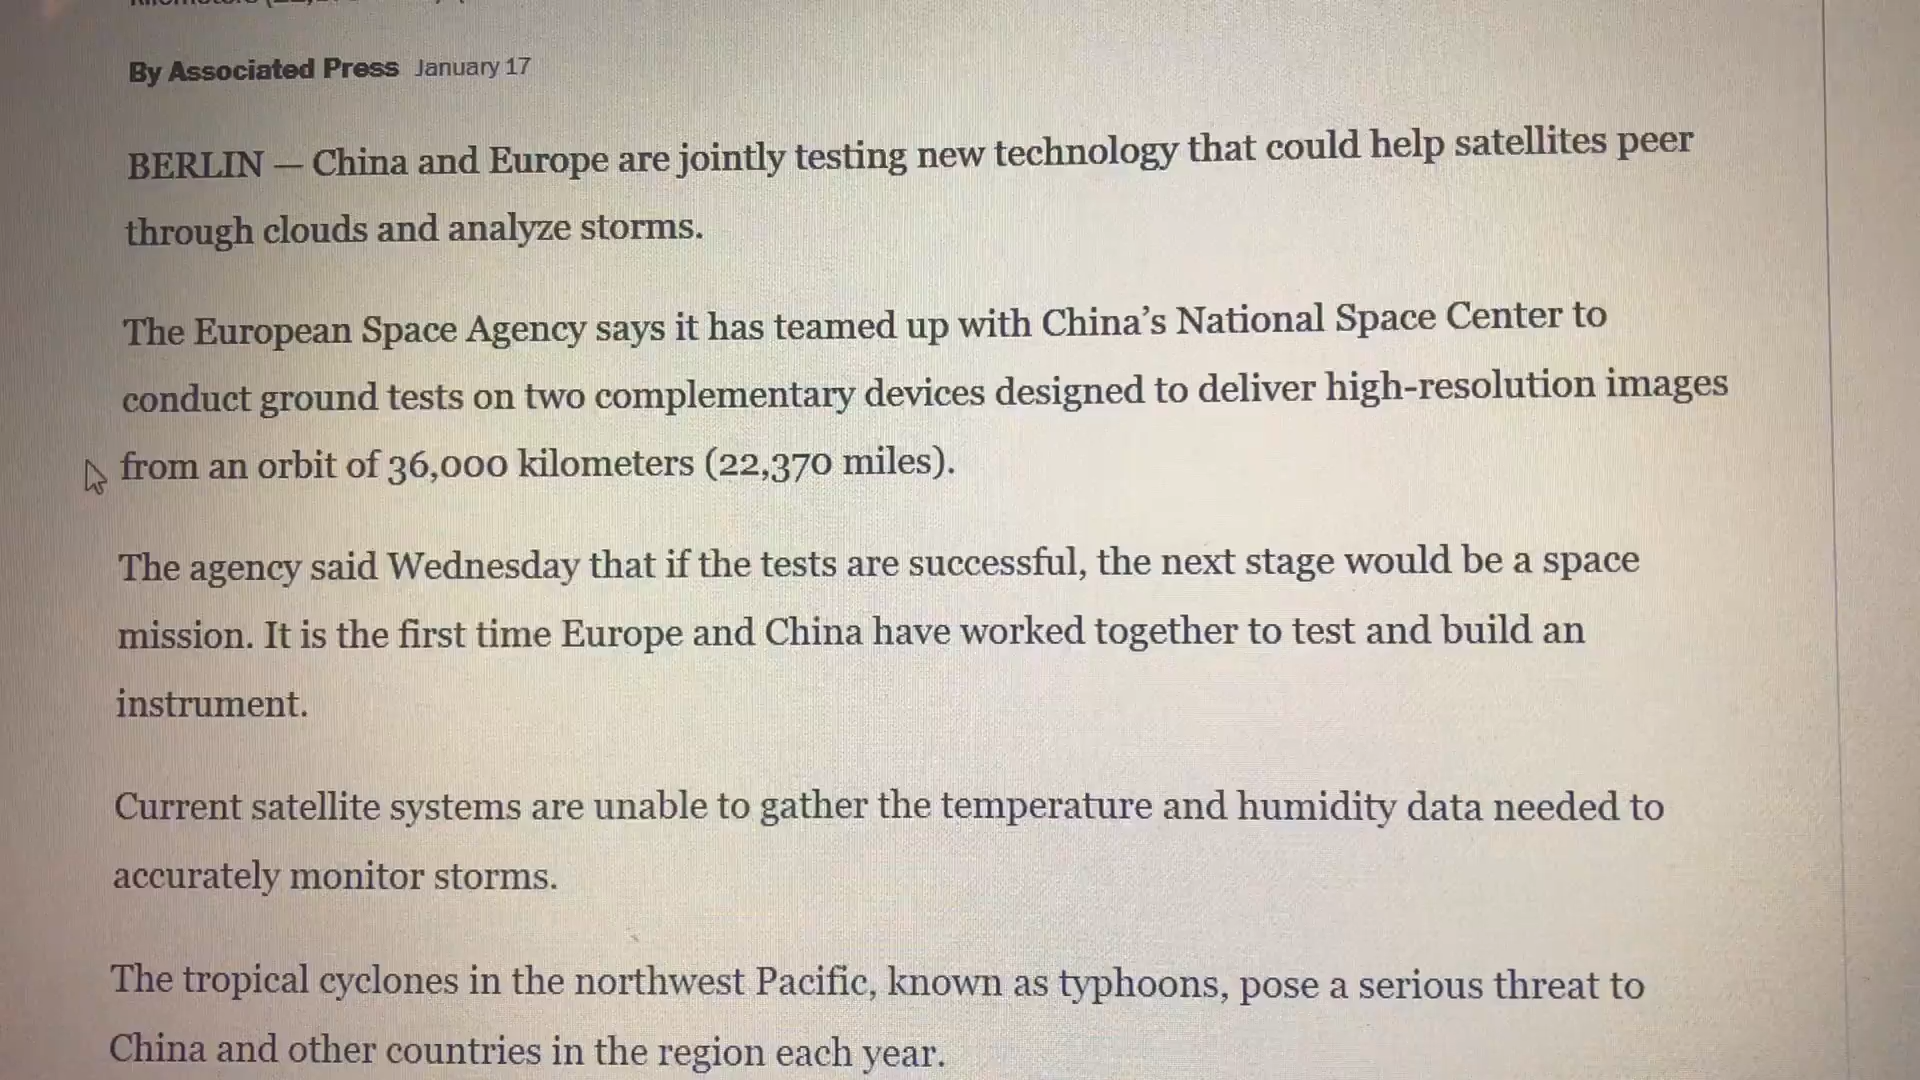 By Associated Press January 17
BERLIN — China and Europe are jointly testing new technology that could help satellites peer
through clouds and analyze storms.
The European Space Agency says it has teamed up with China’s National Space Center to
conduct ground tests on two complementary devices designed to deliver high-resolution images
from an orbit of 36,000 kilometers (22,370 miles).
The agency said Wednesday that if the tests are successful, the next stage would be a space
mission. It is the first time Europe and China have worked together to test and build an
instrument.
Current satellite systems are unable to gather the temperature and humidity data needed to
accurately monitor storms.
The tropical cyclones in the northwest Pacific, known as typhoons, pose a serious threat to
China and other countries in the region each year.